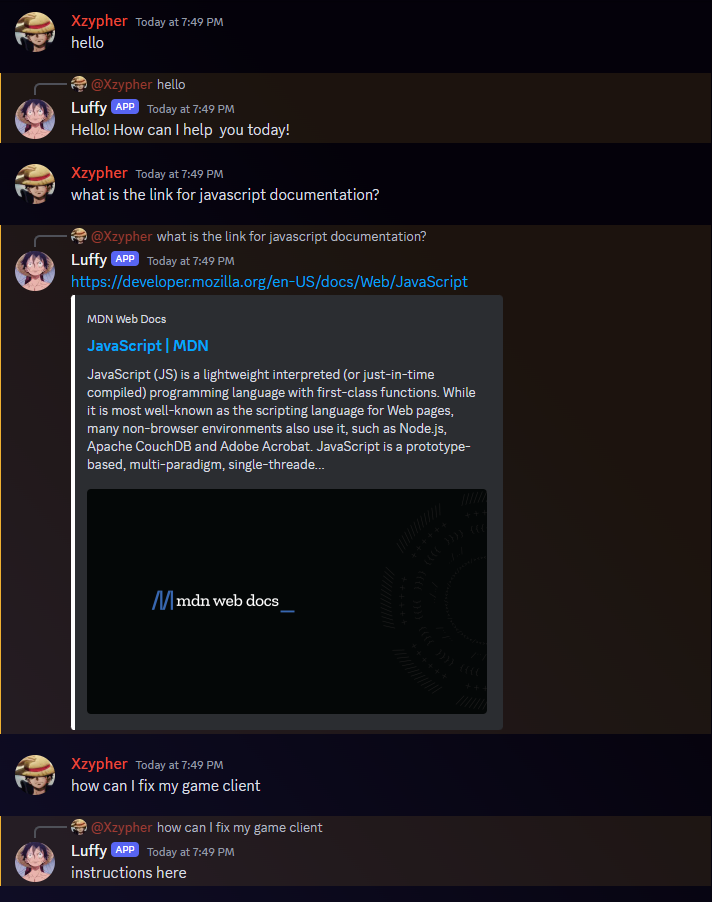 Xzypher Today at 7:49 PM
hello
@Xzypher hello
Luffy APP Today at 7:49 PM
Hello! How can I help  you today!
Xzypher Today at 7:49 PM
what is the link for javascript documentation?
@Xzypher what is the link for javascript documentation?
Luffy APP Today at 7:49 PM
https://developer.mozilla.org/en-US/docs/Web/JavaScript
MDN Web Docs
JavaScript | MDN
JavaScript (JS) is a lightweight interpreted (or just-in-time
compiled) programming language with first-class functions. While
it is most well-known as the scripting language for Web pages,
many non-browser environments also use it, such as Node.js,
Apache CouchDB and Adobe Acrobat. JavaScript is a prototype-
based, multi-paradigm, single-threade...
mdn web docs_
Xzypher Today at 7:49 PM
how can I fix my game client
@Xzypher how can I fix my game client
Luffy APP Today at 7:49 PM
instructions here